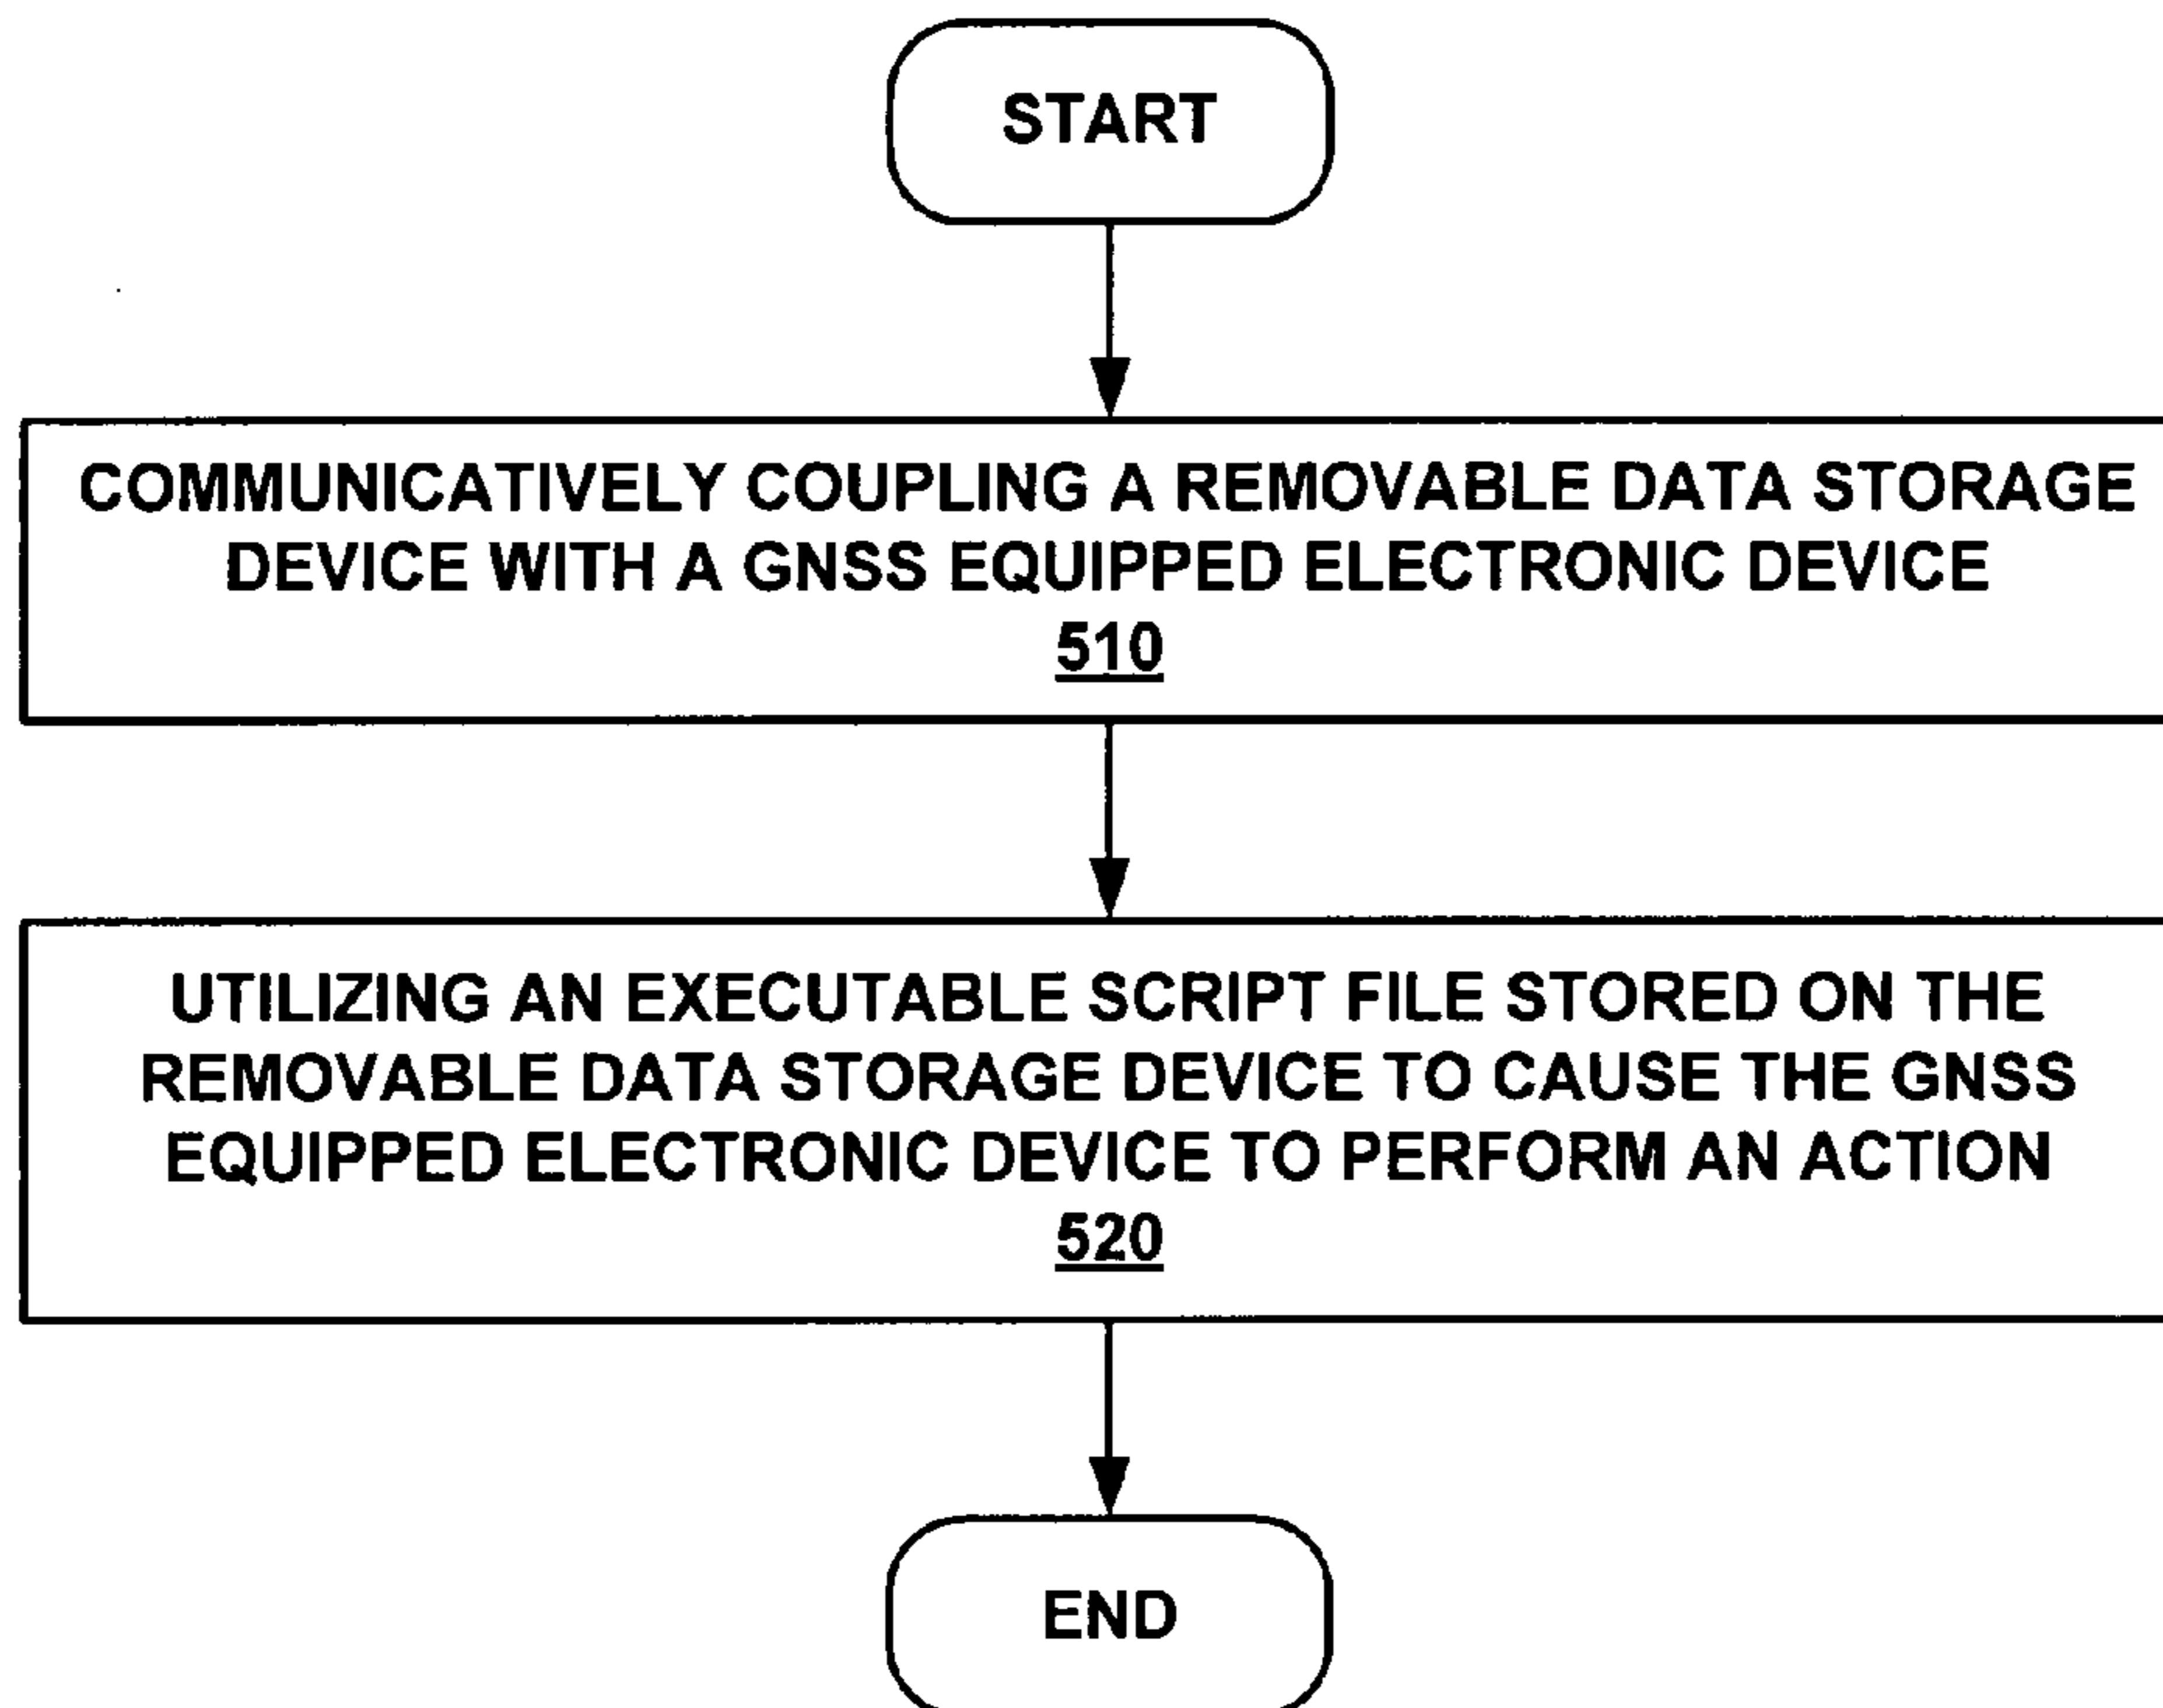 START
COMMUNICATIVELY COUPLING A REMOVABLE DATA STORAGE
DEVICE WITH A GNSS EQUIPPED ELECTRONIC DEVICE
510
UTILIZING AN EXECUTABLE SCRIPT FILE STORED ON THE
REMOVABLE DATA STORAGE DEVICE TO CAUSE THE GNSS
EQUIPPED ELECTRONIC DEVICE TO PERFORM AN ACTION
520
END